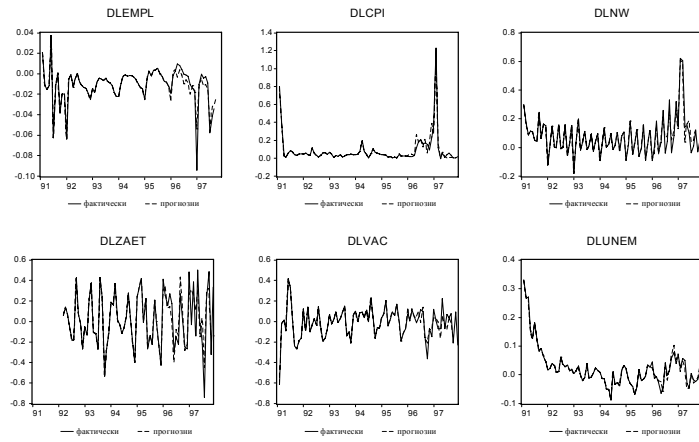 DLEMPL
0.04
0.02
0.00
-0.02
-0.04
-0.06
-0.08
-0.10
91 92 93 94 95 96 97
фактически прогнозни
DLCPI
1.4
1.2
1.0
0.8
0.6
0.4
0.2
0.0
-0.2
91 92 93 94 95 96 97
фактически прогнозни
DLNW
0.8
0.6
0.4
0.2
0.0
-0.2
91 92 93 94 95 96 97
фактически прогнозни
DLZAET
0.6
0.4
0.2
0.0
-0.2
-0.4
-0.6
-0.8
91 92 93 94 95 96 97
фактически прогнозни
DLVAC
0.6
0.4
0.2
0.0
-0.2
-0.4
-0.6
-0.8
91 92 93 94 95 96 97
фактически прогнозни
DLUNEM
0.4
0.3
0.2
0.1
0.0
-0.1
91 92 93 94 95 96 97
фактически прогнозни